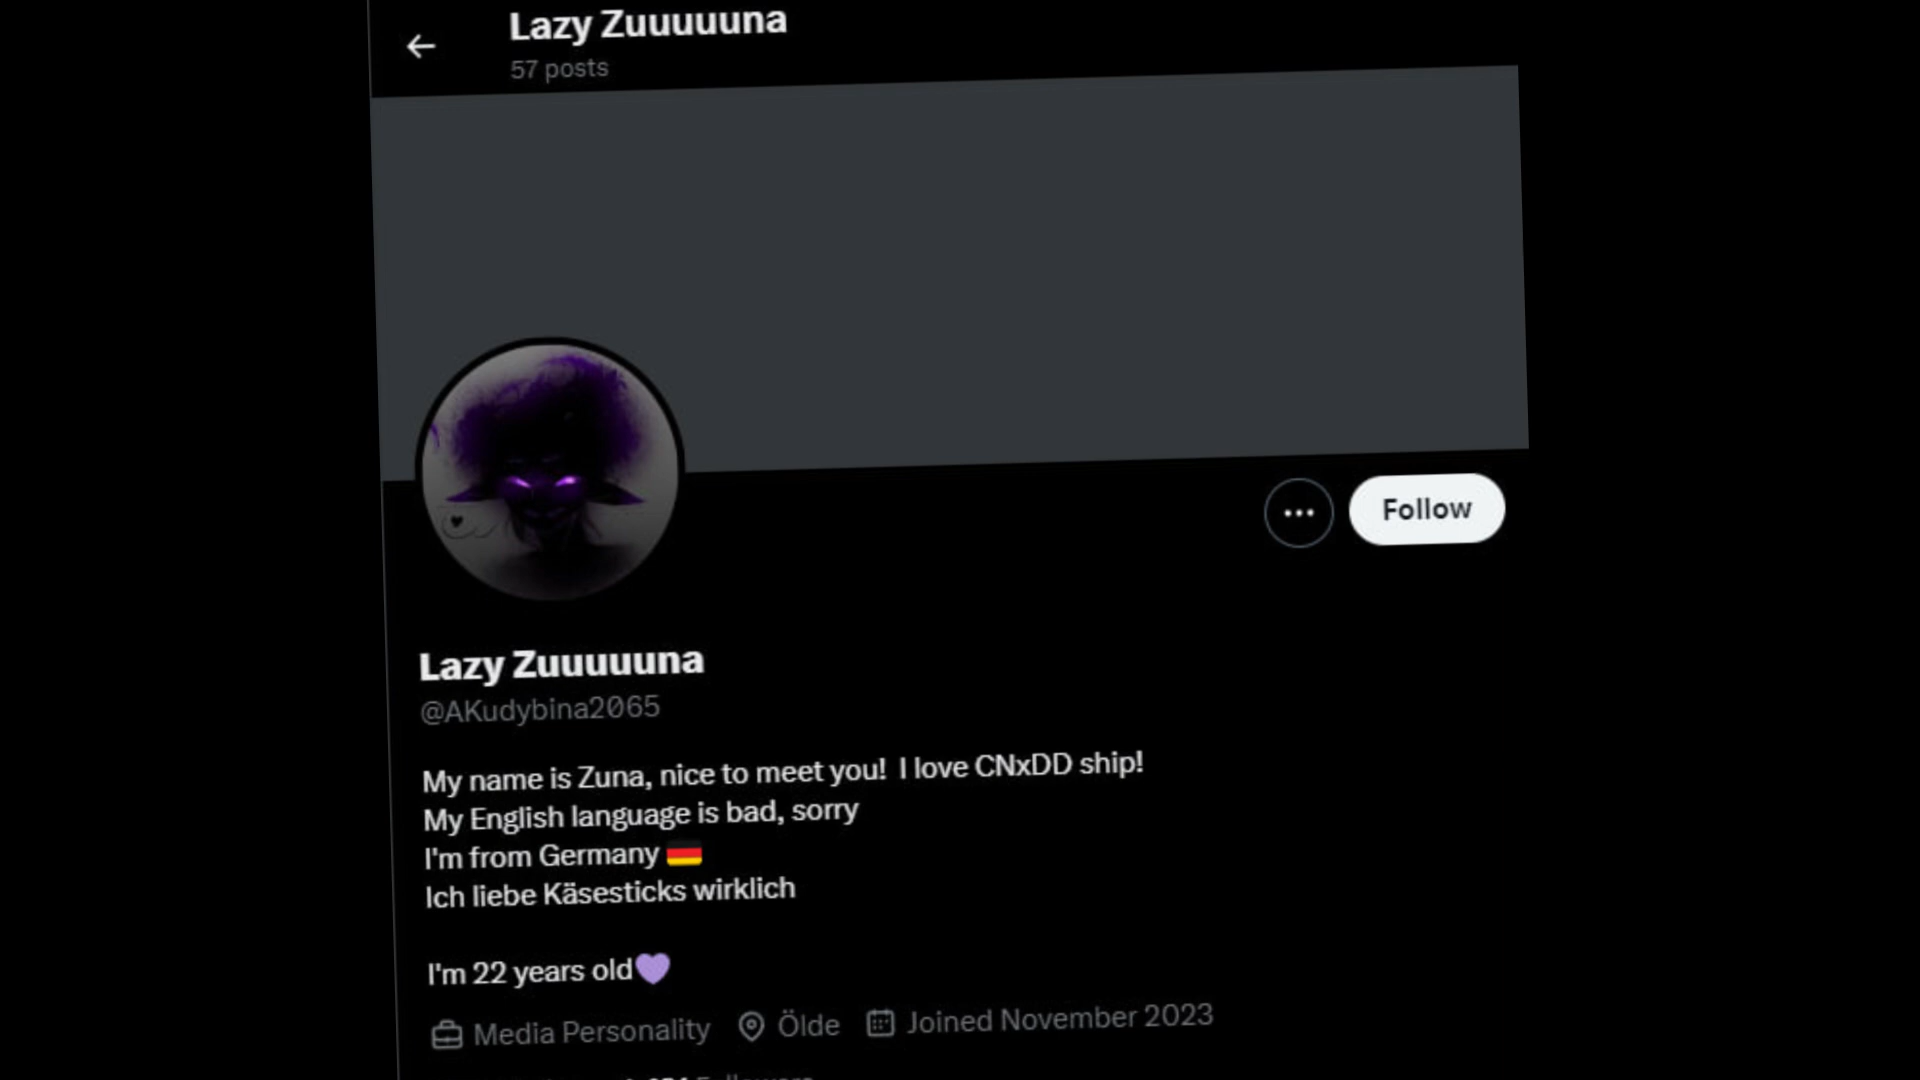 Lazy Zuuuuuna
57 posts
Follow
Lazy Zuuuuuna
@AKudybina2065
My name is Zuna, nice to meet you! I love CNxDD ship!
My English language is bad, sorry
I'm from Germany 🇩🇪
Ich liebe Käsesticks wirklich
I'm 22 years old💜
Media Personality Ölde Joined November 2023
Followers